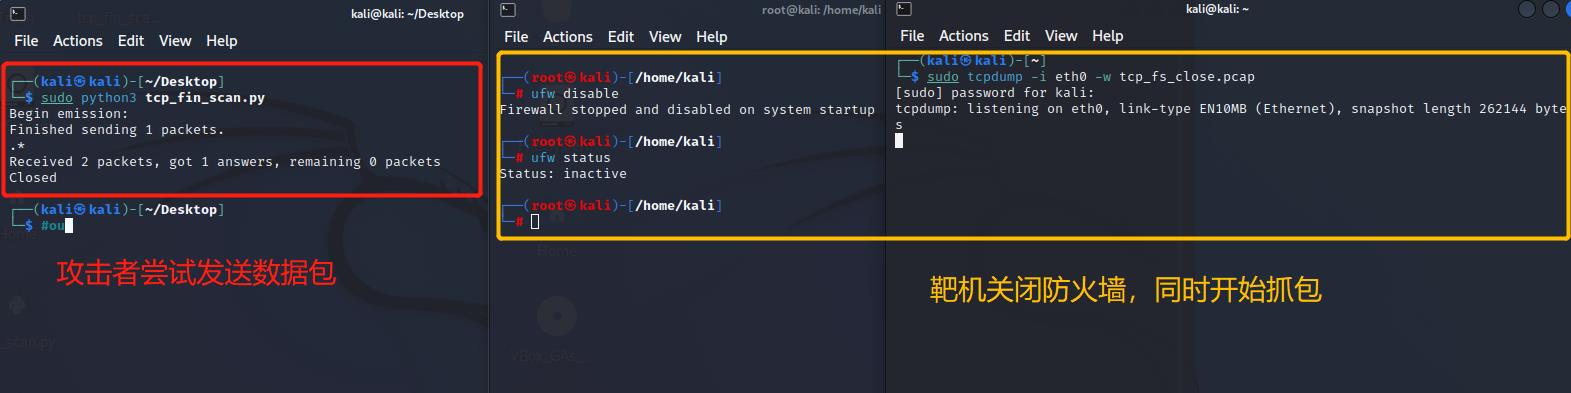 kali@kali: ~/Desktop
File Actions Edit View Help
┌──(kali㉿kali)-[~/Desktop]
└─$ sudo python3 tcp_fin_scan.py
Begin emission:
Finished sending 1 packets.
.*
Received 2 packets, got 1 answers, remaining 0 packets
Closed
┌──(kali㉿kali)-[~/Desktop]
└─$ #ou
攻击者尝试发送数据包
root@kali: /home/kali
File Actions Edit View Help
┌──(root㉿kali)-[/home/kali]
└─# ufw disable
Firewall stopped and disabled on system startup
┌──(root㉿kali)-[/home/kali]
└─# ufw status
Status: inactive
┌──(root㉿kali)-[/home/kali]
└─#
Home
VBox_GAs_...
kali@kali: ~
File Actions Edit View Help
┌──(kali㉿kali)-[~]
└─$ sudo tcpdump -i eth0 -w tcp_fs_close.pcap
[sudo] password for kali:
tcpdump: listening on eth0, link-type EN10MB (Ethernet), snapshot length 262144 byte
s
靶机关闭防火墙，同时开始抓包